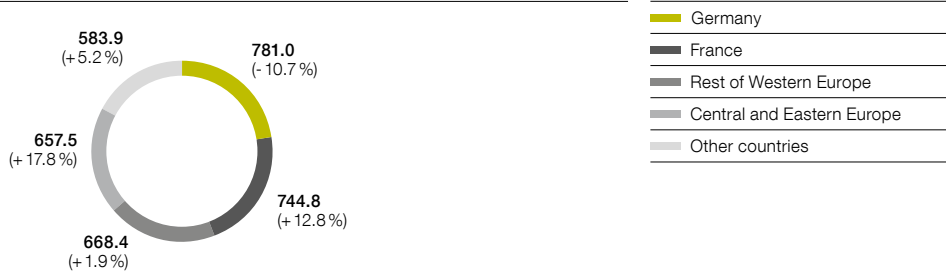 583.9
(+ 5.2 %)
781.0
(- 10.7 %)
657.5
(+ 17.8 %)
744.8
(+ 12.8 %)
668.4
(+ 1.9 %)
Germany
France
Rest of Western Europe
Central and Eastern Europe
Other countries